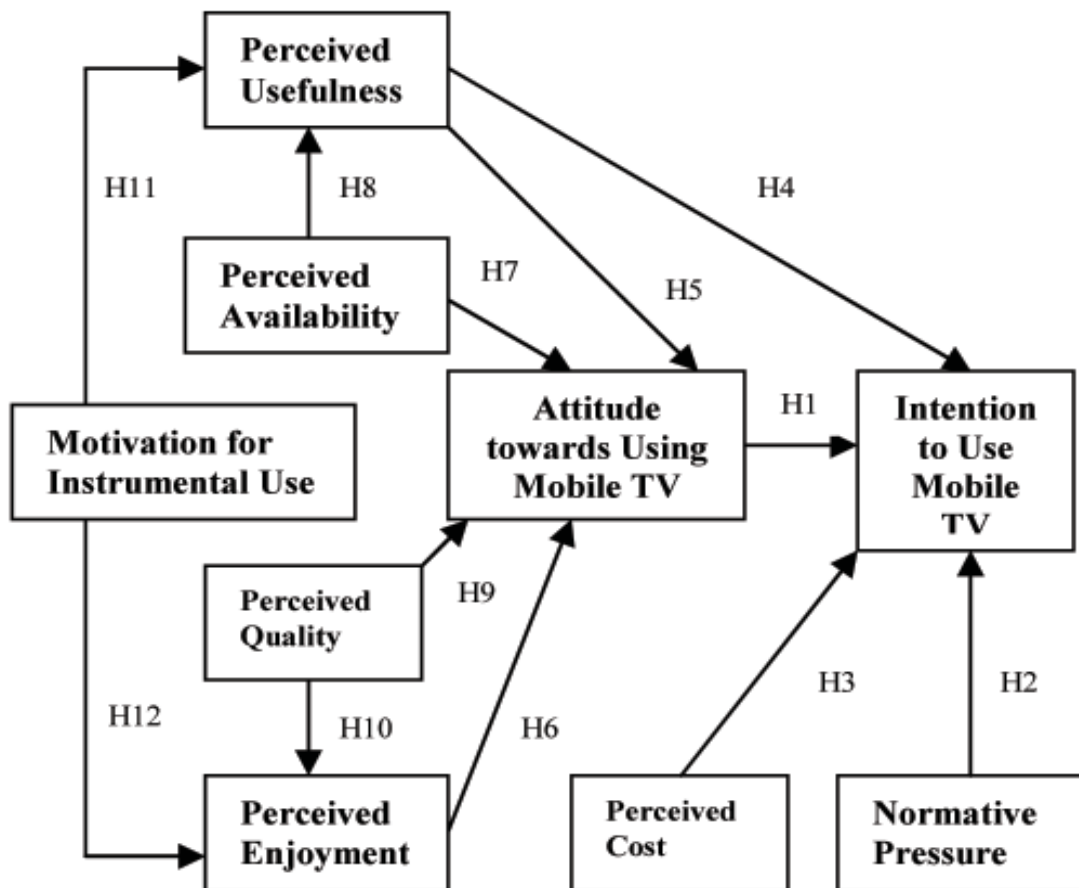 Perceived
Usefulness
H11
H8
H4
Perceived
Availability
H7
H5
Attitude
towards Using
Mobile TV
H1
Intention
to Use
Mobile
TV
Motivation for
Instrumental Use
Perceived
Quality
H9
H12
H10
H6
H3
H2
Perceived
Enjoyment
Perceived
Cost
Normative
Pressure